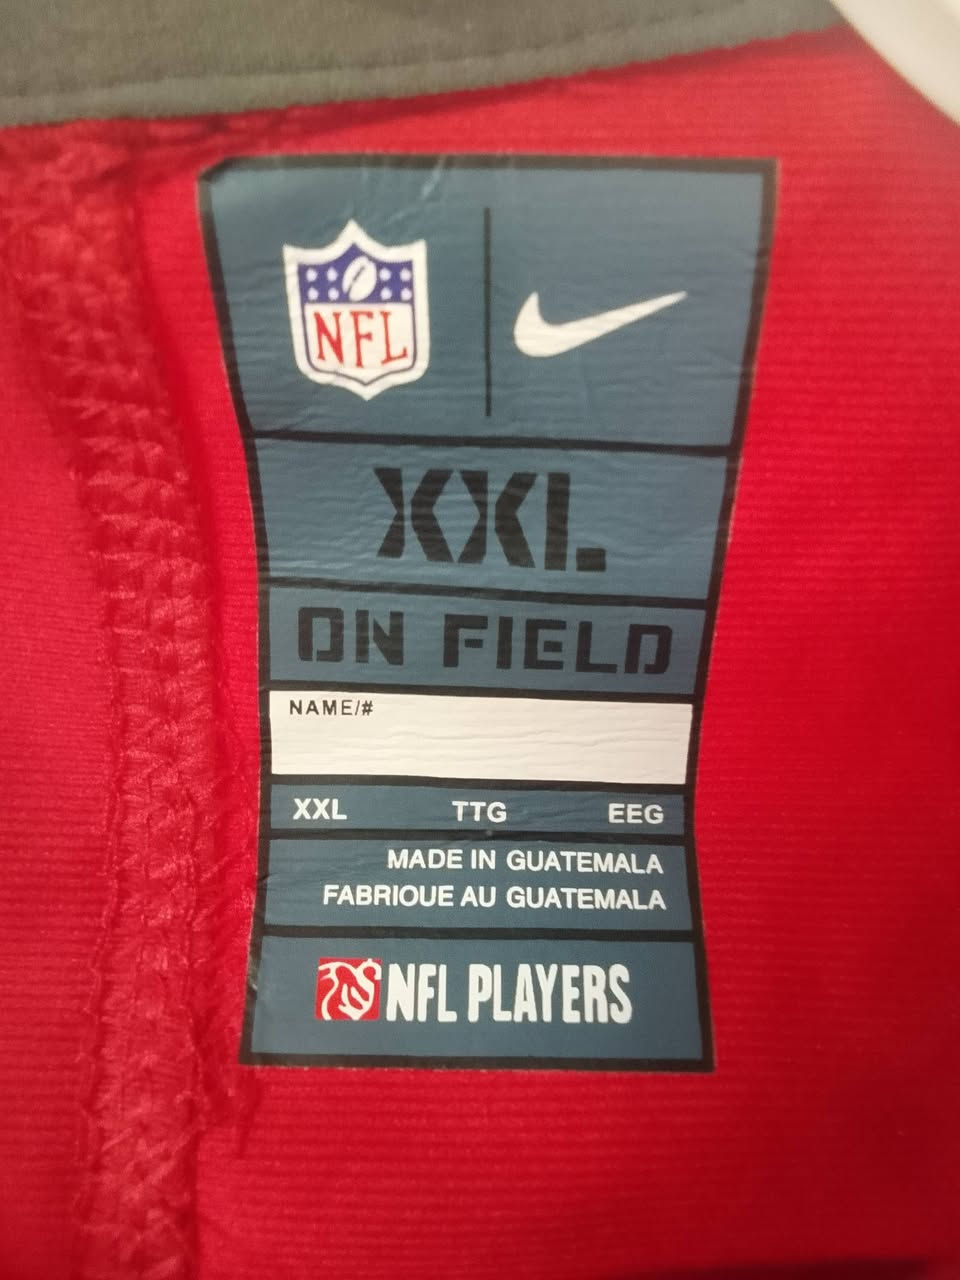 NFL
XXL
ON FIELD
NAME/#
XXL TTG EEG
MADE IN GUATEMALA
FABRIQUE AU GUATEMALA
NFL PLAYERS